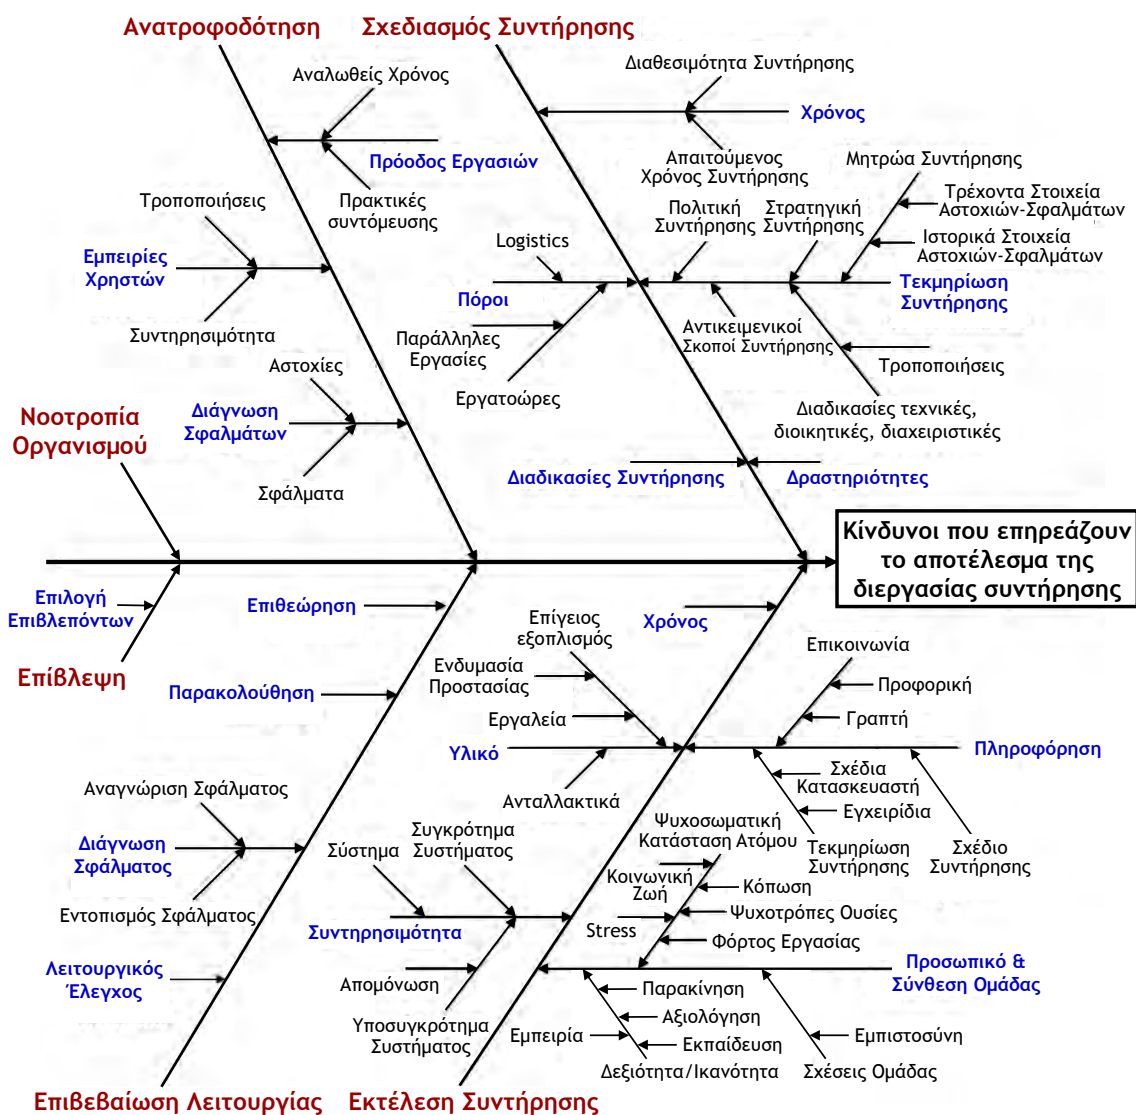 Ανατροφοδότηση
Σχεδιασμός Συντήρησης
Αναλωθείς Χρόνος
Πρόοδος Εργασιών
Πρακτικές
συντόμευσης
Τροποποιήσεις
Εμπειρίες
Χρηστών
Συντηρησιμότητα
Αστοχίες
Διάγνωση
Σφαλμάτων
Σφάλματα
Διαθεσιμότητα Συντήρησης
Χρόνος
Απαιτούμενος
Χρόνος Συντήρησης
Μητρώα Συντήρησης
Τρέχοντα Στοιχεία
Αστοχιών-Σφαλμάτων
Ιστορικά Στοιχεία
Αστοχιών-Σφαλμάτων
Πολιτική
Συντήρησης
Στρατηγική
Συντήρησης
Τεκμηρίωση
Συντήρησης
Logistics
Πόροι
Παράλληλες
Εργασίες
Εργατοώρες
Αντικειμενικοί
Σκοποί Συντήρησης
Τροποποιήσεις
Διαδικασίες τεχνικές,
διοικητικές, διαχειριστικές
Διαδικασίες Συντήρησης
Δραστηριότητες
Νοοτροπία
Οργανισμού
Κίνδυνοι που επηρεάζουν
το αποτέλεσμα της
διεργασίας συντήρησης
Επιλογή
Επιβλεπόντων
Επίβλεψη
Επιθεώρηση
Παρακολούθηση
Αναγνώριση Σφάλματος
Διάγνωση
Σφάλματος
Εντοπισμός Σφάλματος
Λειτουργικός
Έλεγχος
Επιβεβαίωση Λειτουργίας
Χρόνος
Επίγειος
εξοπλισμός
Ενδυμασία
Προστασίας
Εργαλεία
Υλικό
Ανταλλακτικά
Επικοινωνία
Προφορική
Γραπτή
Πληροφόρηση
Σχέδια
Κατασκευαστή
Εγχειρίδια
Τεκμηρίωση
Συντήρησης
Σχέδιο
Συντήρησης
Σύστημα
Συγκρότημα
Συστήματος
Συντηρησιμότητα
Απομόνωση
Υποσυγκρότημα
Συστήματος
Ψυχοσωματική
Κατάσταση Ατόμου
Κοινωνική
Ζωή
Κόπωση
Ψυχοτρόπες Ουσίες
Stress
Φόρτος Εργασίας
Προσωπικό &
Σύνθεση Ομάδας
Παρακίνηση
Αξιολόγηση
Εμπειρία
Εκπαίδευση
Δεξιότητα/Ικανότητα
Εμπιστοσύνη
Σχέσεις Ομάδας
Εκτέλεση Συντήρησης